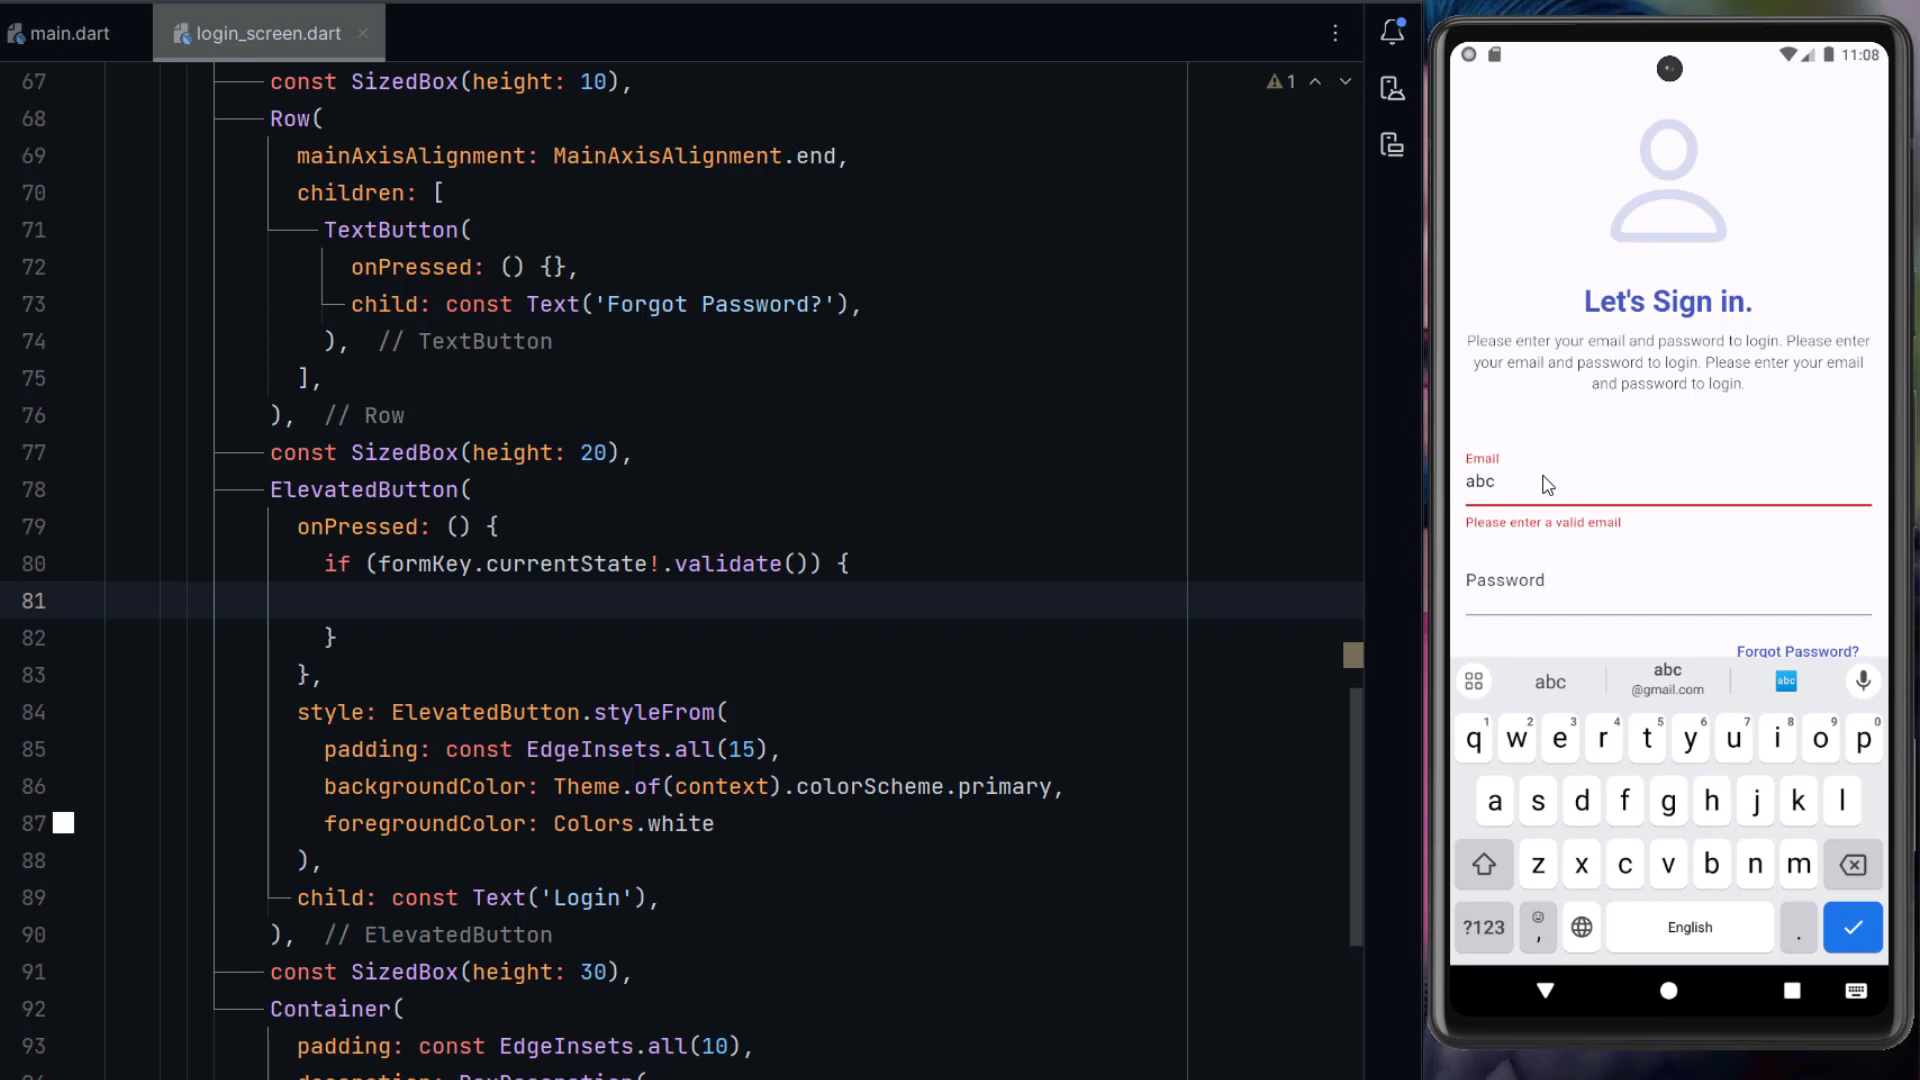 main.dart
login_screen.dart
1
67 const SizedBox(height: 10),
68 Row(
69 mainAxisAlignment: MainAxisAlignment.end,
70 children: [
71 TextButton(
72 onPressed: () {},
73 child: const Text('Forgot Password?'),
74 ), // TextButton
75 ],
76 ), // Row
77 const SizedBox(height: 20),
78 ElevatedButton(
79 onPressed: () {
80 if (formKey.currentState!.validate()) {
81
82 }
83 },
84 style: ElevatedButton.styleFrom(
85 padding: const EdgeInsets.all(15),
86 backgroundColor: Theme.of(context).colorScheme.primary,
87 foregroundColor: Colors.white
88 ),
89 child: const Text('Login'),
90 ), // ElevatedButton
91 const SizedBox(height: 30),
92 Container(
93 padding: const EdgeInsets.all(10),
11:08
Let's Sign in.
Please enter your email and password to login. Please enter
your email and password to login. Please enter your email
and password to login.
Email
abc
Please enter a valid email
Password
Forgot Password?
abc
abc
@gmail.com
abc
1 2 3 4 5 6 7 8 9 0
q w e r t y u i o p
a s d f g h j k l
z x c v b n m
?123 , English .